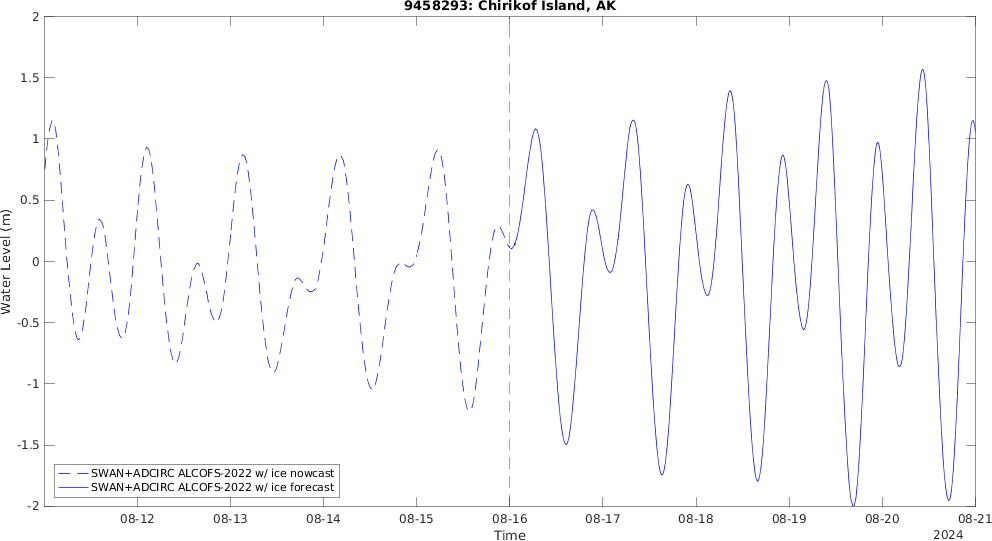 9458293: Chirikof Island, AK
2
1.5
1
0.5
0
-0.5
-1
-1.5
-2
Water Level (m)
SWAN+ADCIRC ALCOFS-2022 w/ ice nowcast
SWAN+ADCIRC ALCOFS-2022 w/ ice forecast
08-12 08-13 08-14 08-15 08-16 08-17 08-18 08-19 08-20 08-21
Time
2024